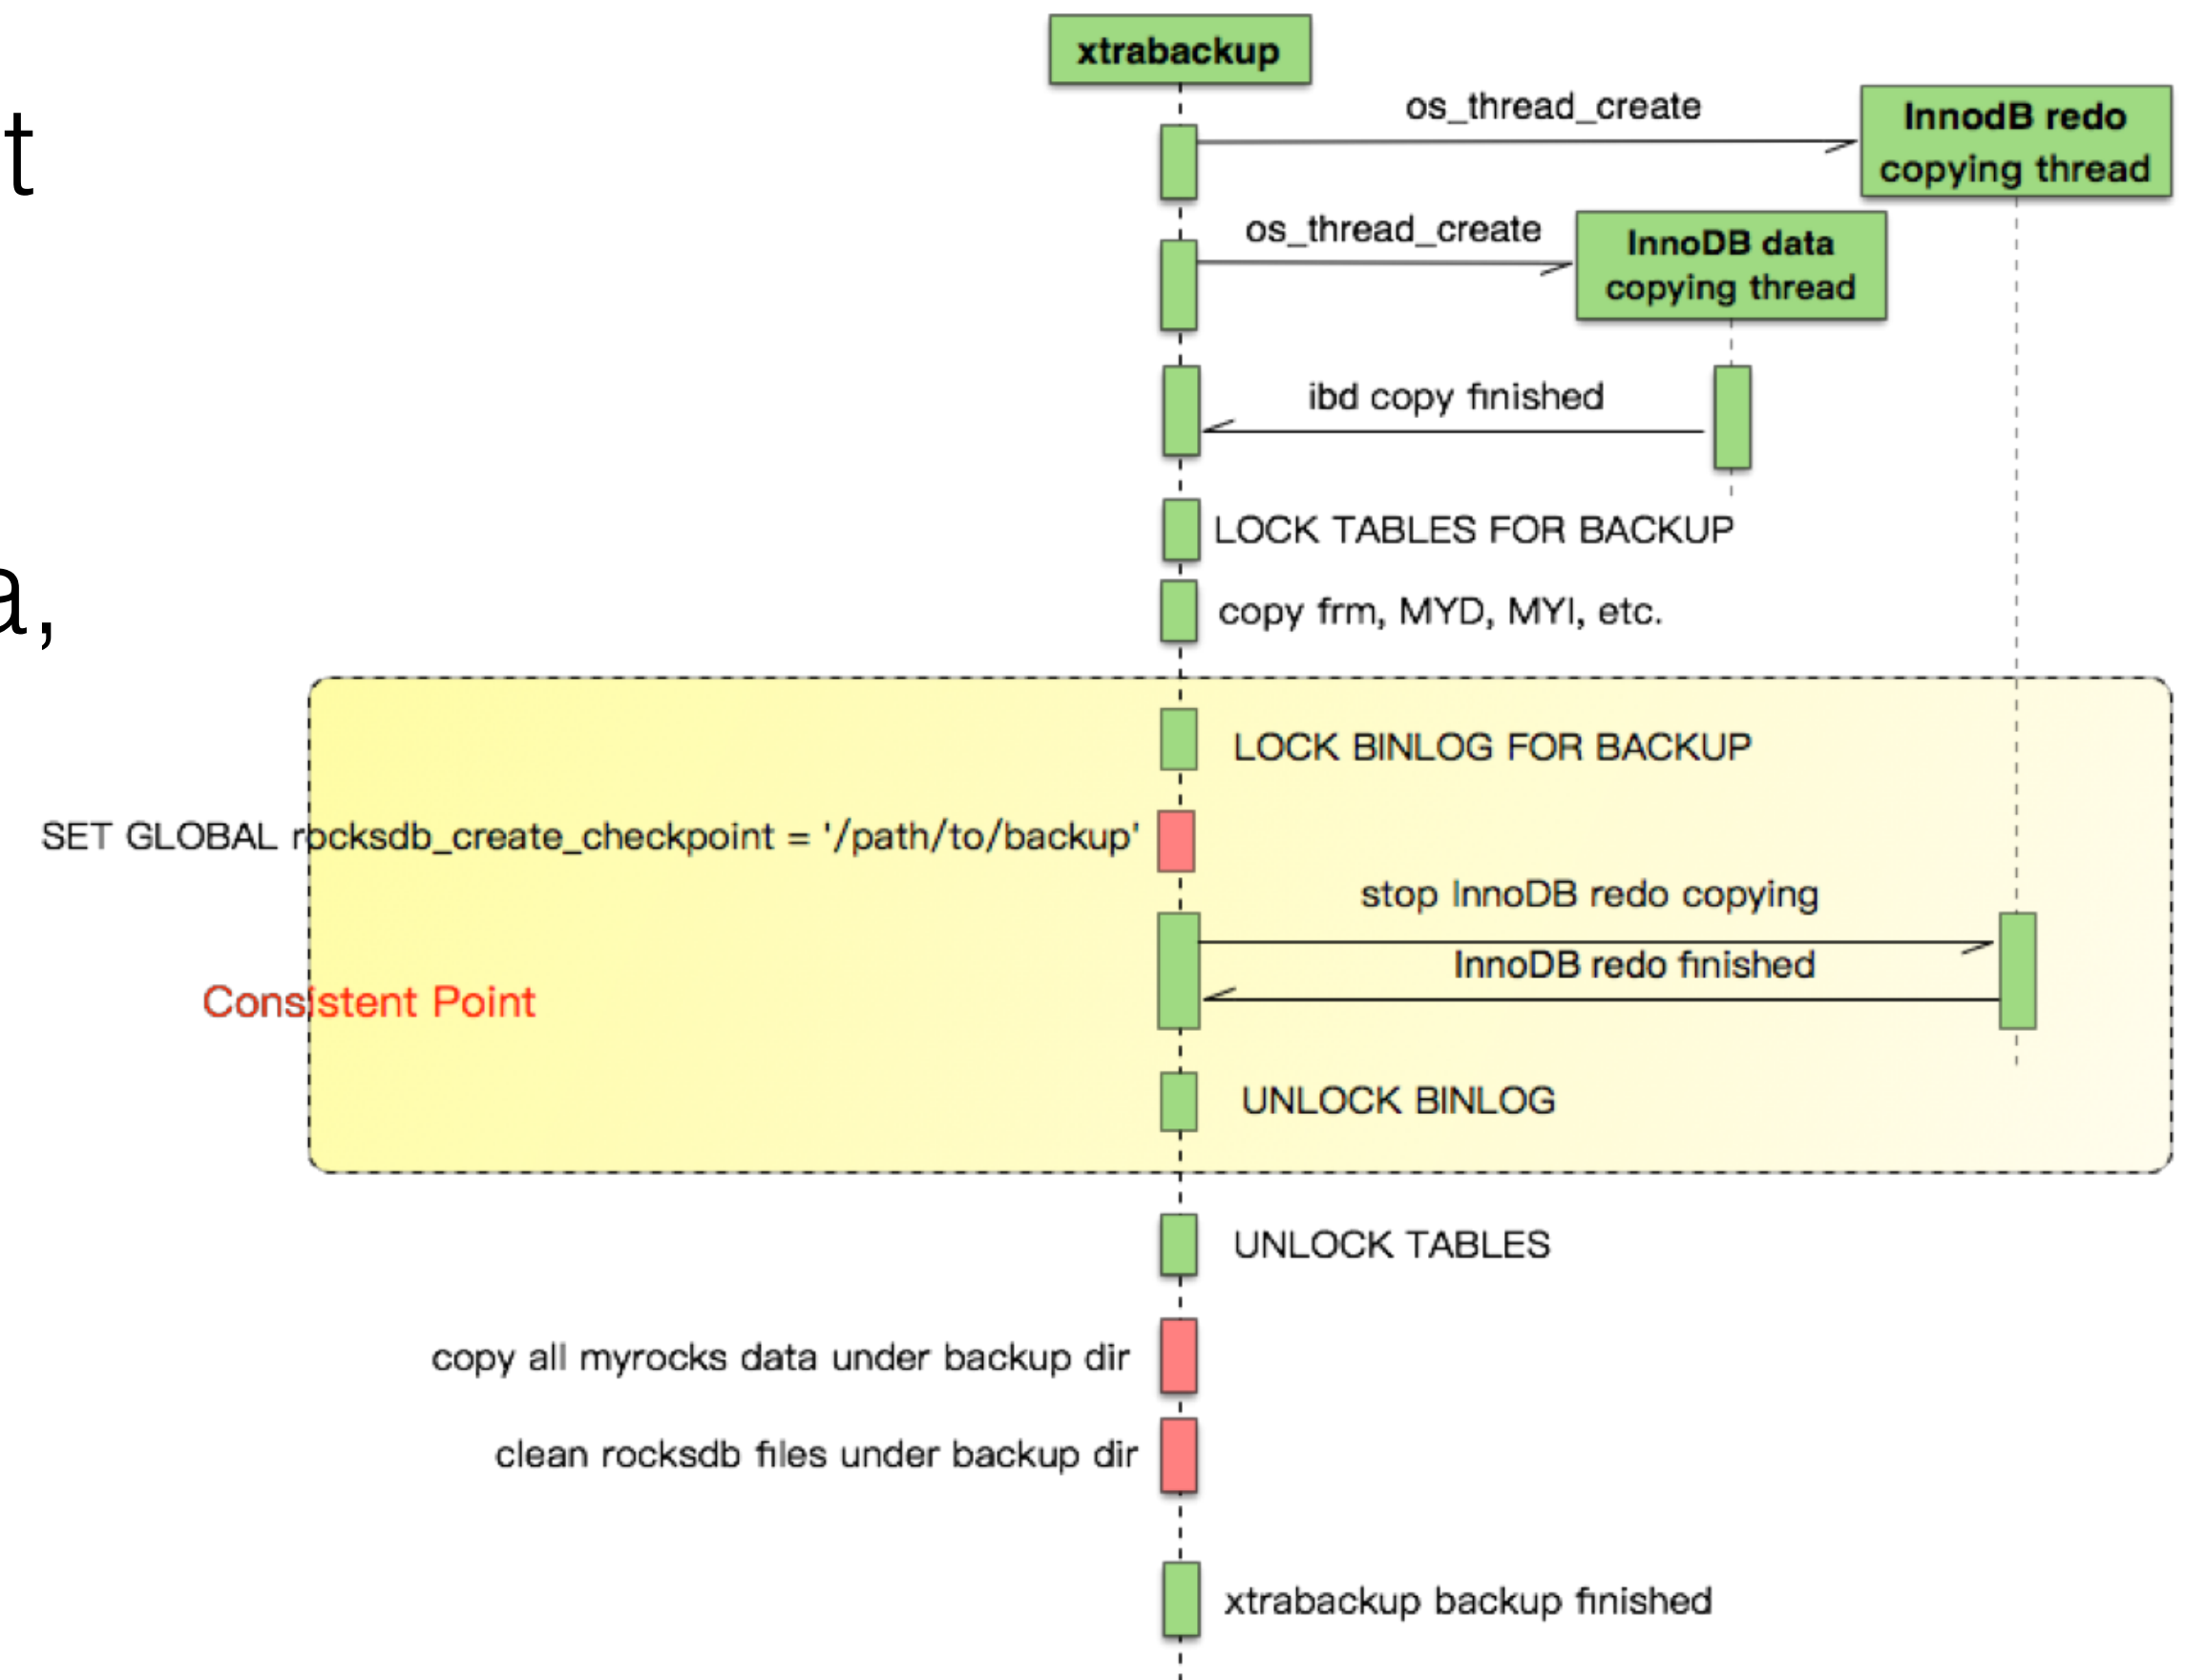 xtrabackup
t
os_thread_create
InnodB redo
copying thread
os_thread_create
InnoDB data
copying thread
ibd copy finished
LOCK TABLES FOR BACKUP
a,
copy frm, MYD, MYI, etc.
LOCK BINLOG FOR BACKUP
SET GLOBAL rocksdb_create_checkpoint = '/path/to/backup'
stop InnoDB redo copying
InnoDB redo finished
Consistent Point
UNLOCK BINLOG
UNLOCK TABLES
copy all myrocks data under backup dir
clean rocksdb files under backup dir
xtrabackup backup finished